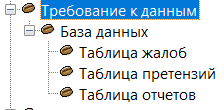 Требование к данным
База данных
Таблица жалоб
Таблица претензий
Таблица отчетов